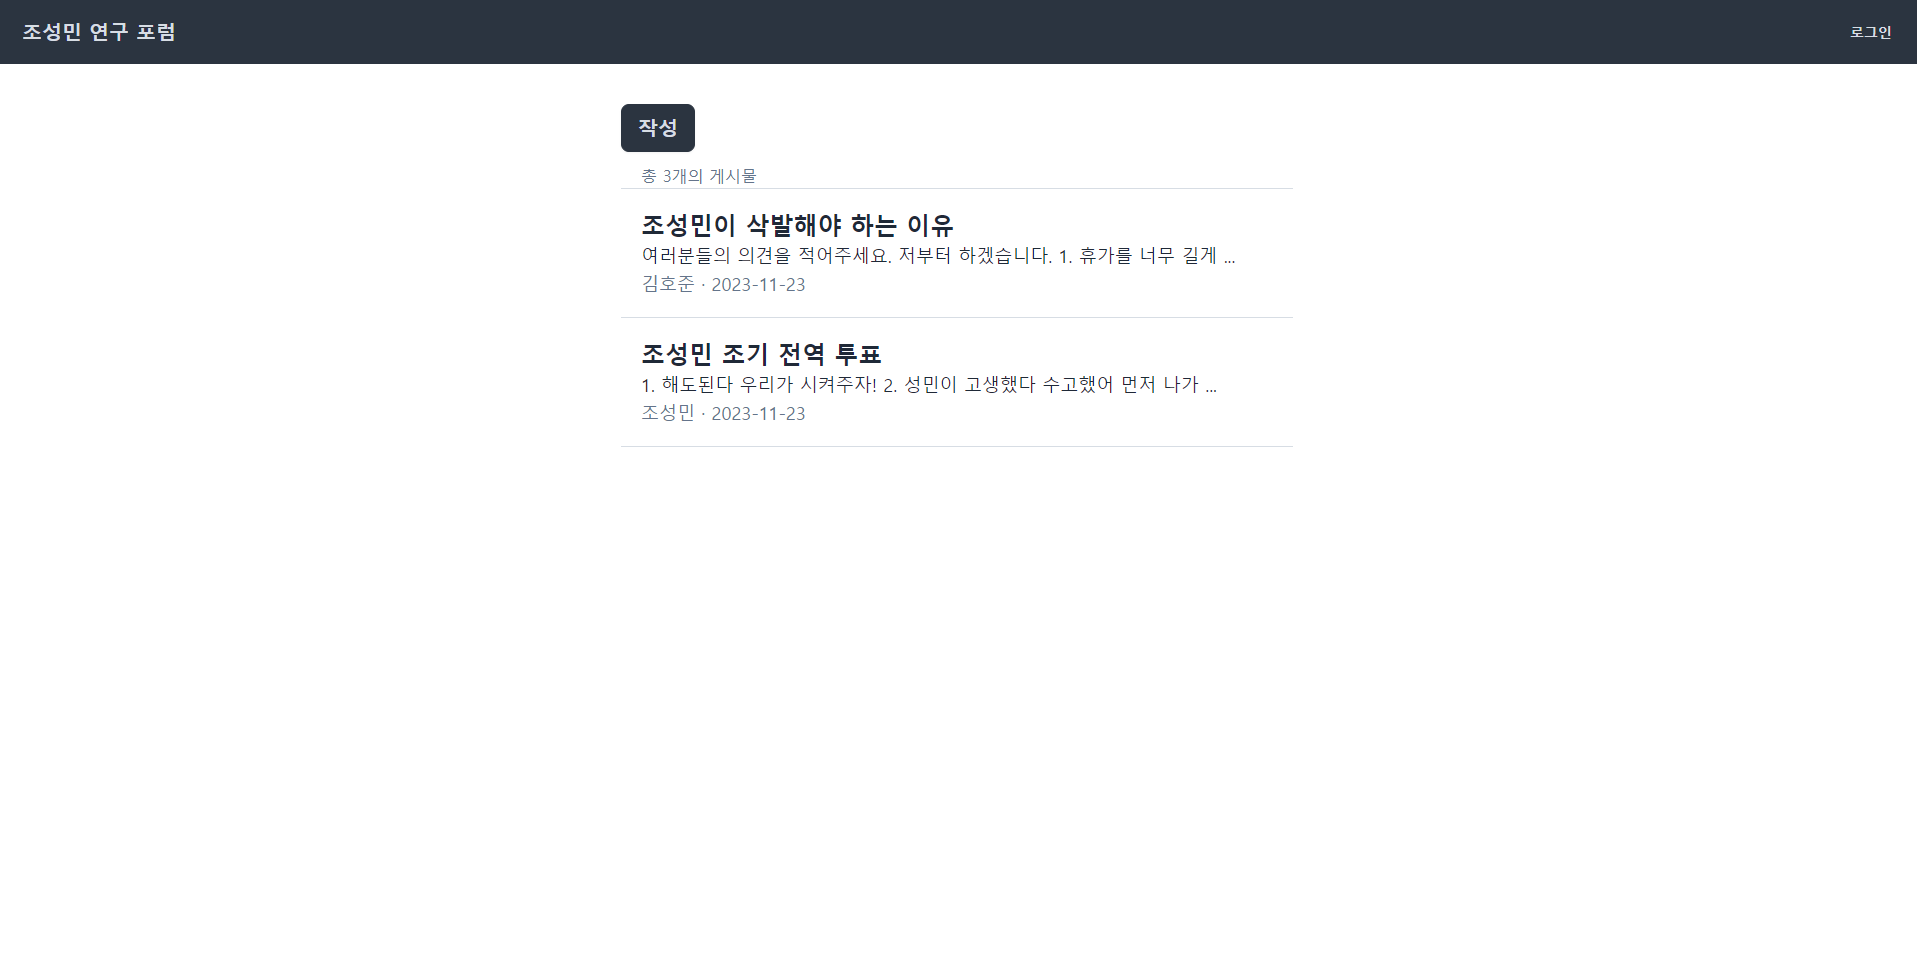 조성민 연구 포럼
로그인
작성
총 3개의 게시물
조성민이 삭발해야 하는 이유
여러분들의 의견을 적어주세요. 저부터 하겠습니다. 1. 휴가를 너무 길게 ...
김호준 · 2023-11-23
조성민 조기 전역 투표
1. 해도된다 우리가 시켜주자! 2. 성민이 고생했다 수고했어 먼저 나가 ...
조성민 · 2023-11-23